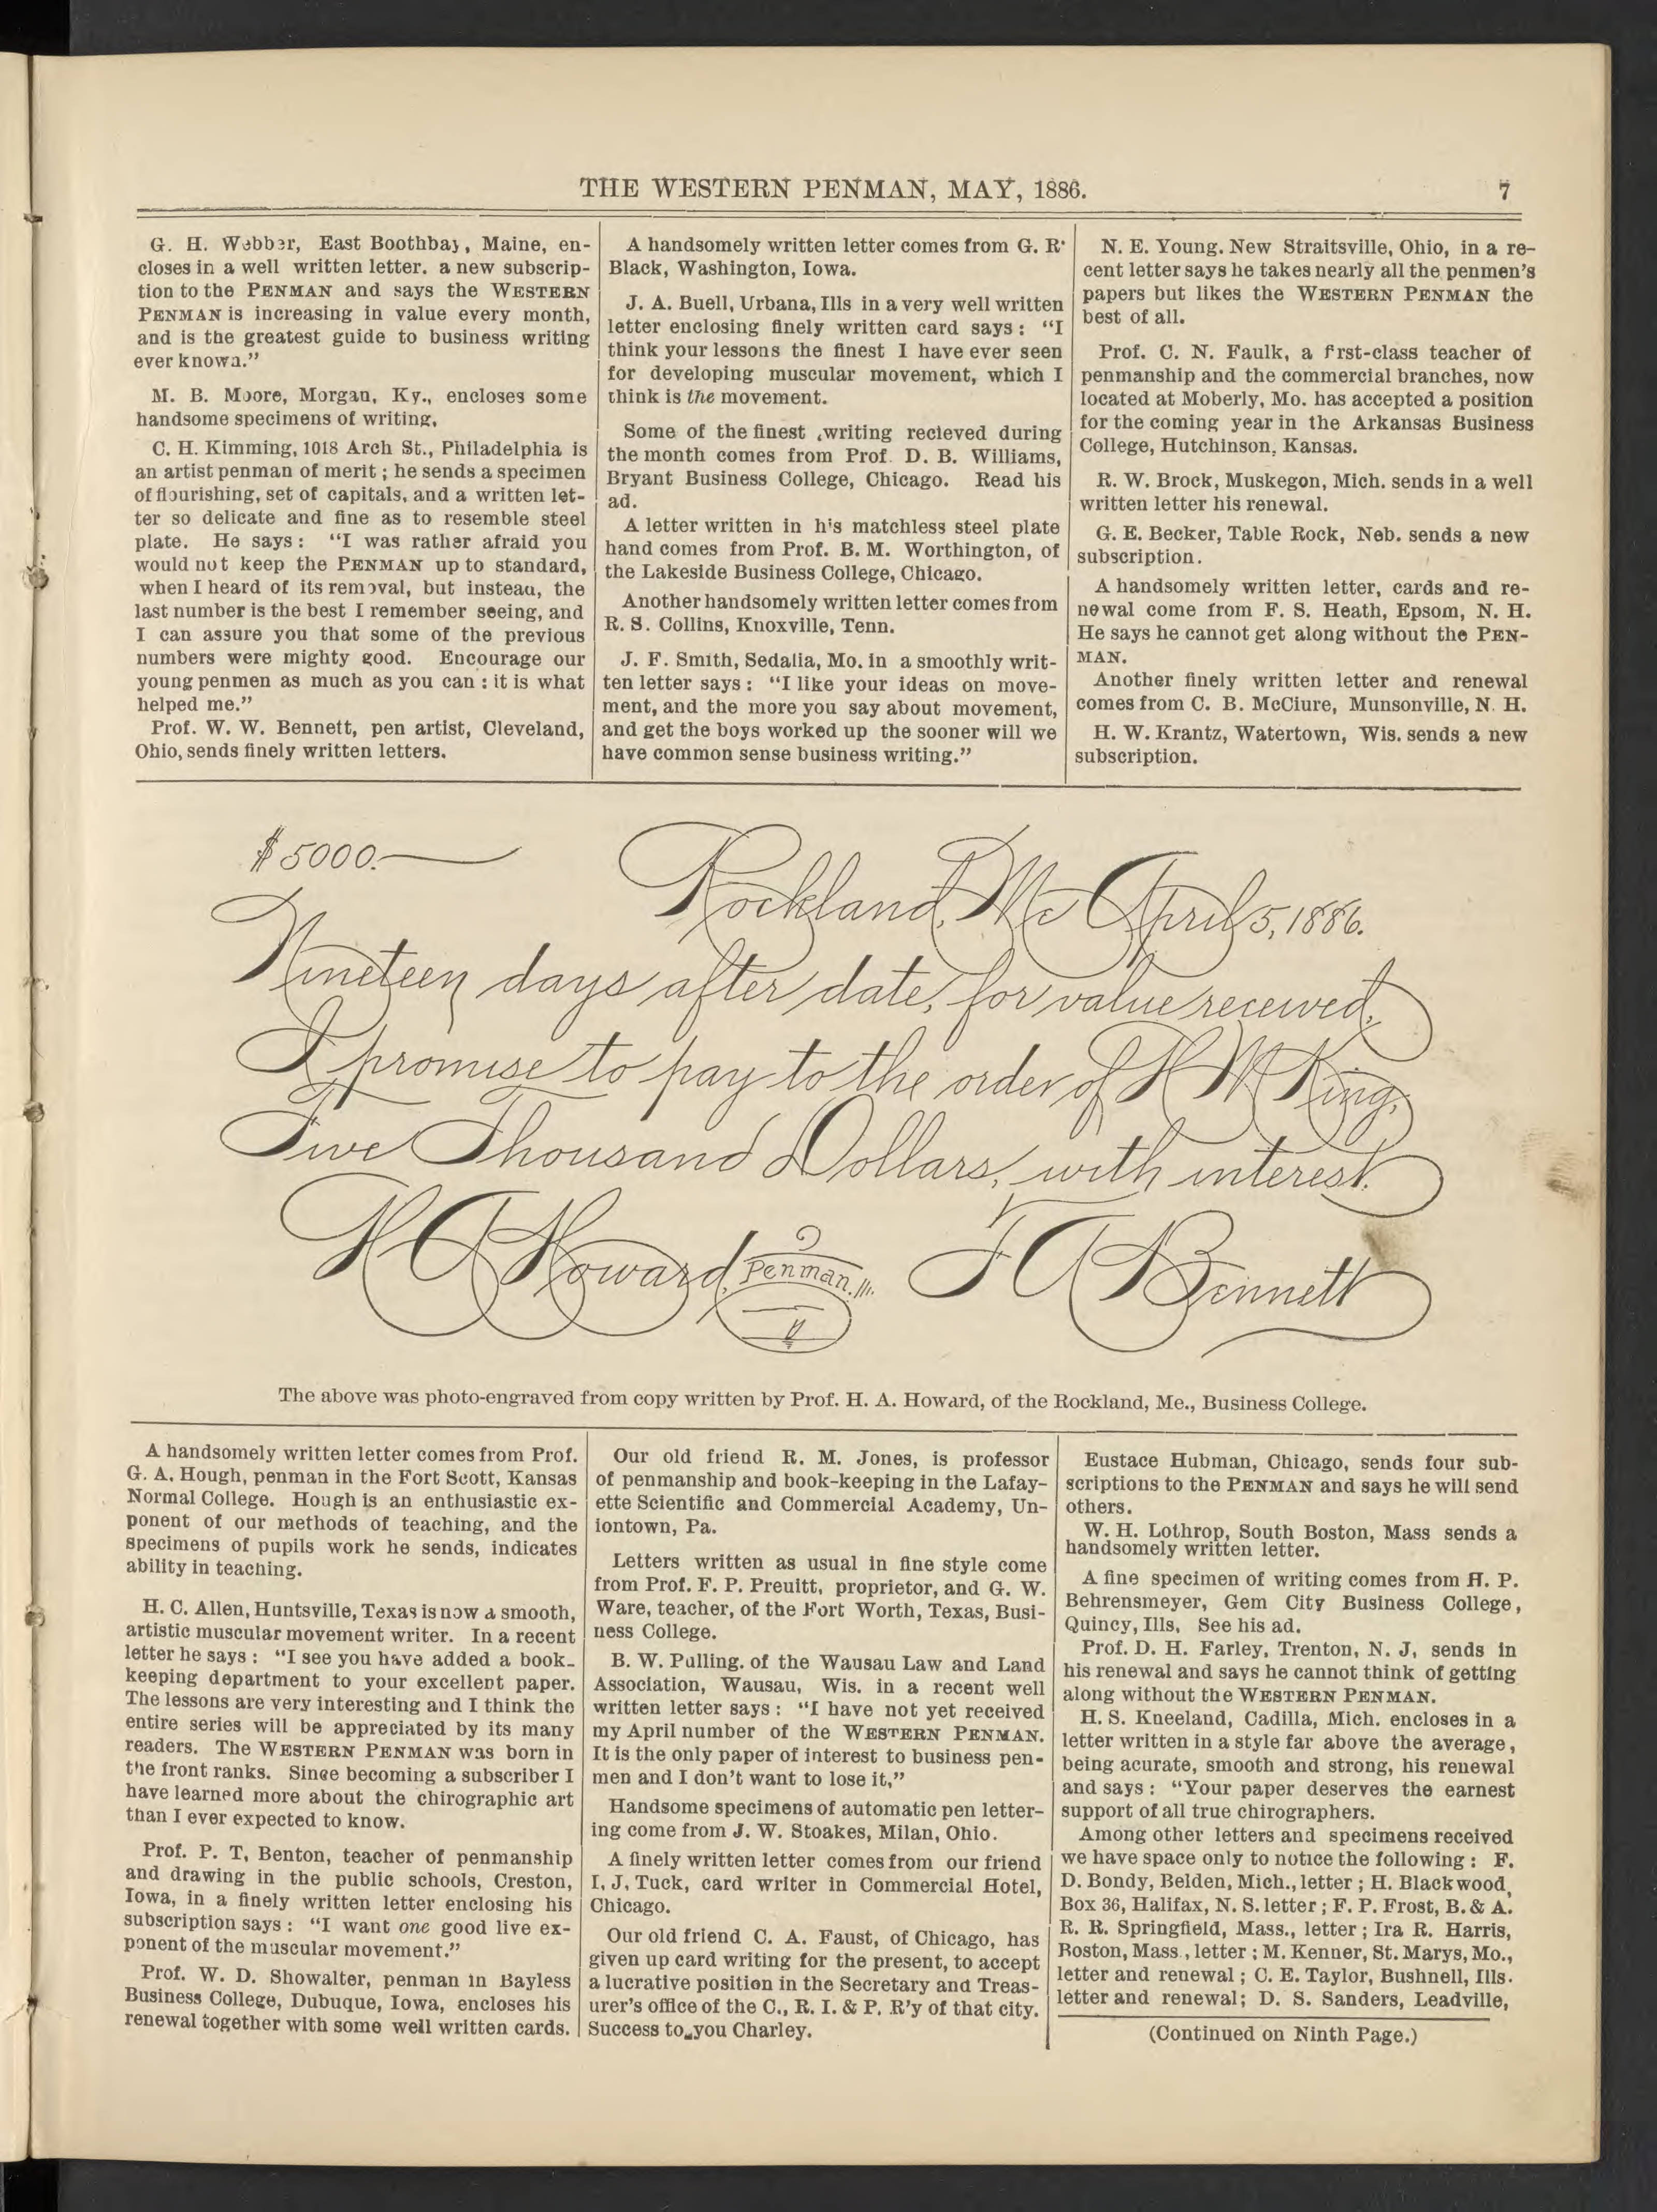 THE WESTERN PENMAN, MAY, 1886.
7
G. H. Webber, East Boothbay, Maine, en-
closes in a well written letter. a new subscrip-
tion to the PENMAN and says the WESTERN
PENMAN is increasing in value every month,
and is the greatest guide to business writing
ever known."
M. B. Moore, Morgan, Ky., encloses some
handsome specimens of writing,
C. H. Kimming, 1018 Arch St., Philadelphia is
an artist penman of merit ; he sends a specimen
of flourishing, set of capitals, and a written let-
ter so delicate and fine as to resemble steel
plate. He says : "I was rather afraid you
would not keep the PENMAN up to standard,
when I heard of its removal, but instead, the
last number is the best I remember seeing, and
I can assure you that some of the previous
numbers were mighty good. Encourage our
young penmen as much as you can : it is what
helped me."
Prof. W. W. Bennett, pen artist, Cleveland,
Ohio, sends finely written letters.
A handsomely written letter comes from G. R·
Black, Washington, Iowa.
J. A. Buell, Urbana, Ills in a very well written
letter enclosing finely written card says : "I
think your lessons the finest I have ever seen
for developing muscular movement, which I
think is the movement.
Some of the finest writing recieved during
the month comes from Prof. D. B. Williams,
Bryant Business College, Chicago. Read his
ad.
A letter written in his matchless steel plate
hand comes from Prof. B. M. Worthington, of
the Lakeside Business College, Chicago.
Another handsomely written letter comes from
R. S. Collins, Knoxville, Tenn.
J. F. Smith, Sedalia, Mo. in a smoothly writ-
ten letter says : "I like your ideas on move-
ment, and the more you say about movement,
and get the boys worked up the sooner will we
have common sense business writing."
N. E. Young. New Straitsville, Ohio, in a re-
cent letter says he takes nearly all the penmen's
papers but likes the WESTERN PENMAN the
best of all.
Prof. C. N. Faulk, a first-class teacher of
penmanship and the commercial branches, now
located at Moberly, Mo. has accepted a position
for the coming year in the Arkansas Business
College, Hutchinson, Kansas.
R. W. Brock, Muskegon, Mich. sends in a well
written letter his renewal.
G. E. Becker, Table Rock, Neb. sends a new
subscription.
A handsomely written letter, cards and re-
newal come from F. S. Heath, Epsom, N. H.
He says he cannot get along without the PEN-
MAN.
Another finely written letter and renewal
comes from C. B. McClure, Munsonville, N. H.
H. W. Krantz, Watertown, Wis. sends a new
subscription.
$5000.
Rockland, Me April 5, 1886.
Nineteen days after date, for value received,
I promise to pay to the order of H M King,
Five Thousand Dollars, with interest.
H A Howard, Penman.
F A Bennett
The above was photo-engraved from copy written by Prof. H. A. Howard, of the Rockland, Me., Business College.
A handsomely written letter comes from Prof.
G. A. Hough, penman in the Fort Scott, Kansas
Normal College. Hough is an enthusiastic ex-
ponent of our methods of teaching, and the
specimens of pupils work he sends, indicates
ability in teaching.
H. C. Allen, Huntsville, Texas is now a smooth,
artistic muscular movement writer. In a recent
letter he says : "I see you have added a book-
keeping department to your excellent paper.
The lessons are very interesting and I think the
entire series will be appreciated by its many
readers. The WESTERN PENMAN was born in
the front ranks. Since becoming a subscriber I
have learned more about the chirographic art
than I ever expected to know.
Prof. P. T, Benton, teacher of penmanship
and drawing in the public schools, Creston,
Iowa, in a finely written letter enclosing his
subscription says : "I want one good live ex-
ponent of the muscular movement."
Prof. W. D. Showalter, penman in Bayless
Business College, Dubuque, Iowa, encloses his
renewal together with some well written cards.
Our old friend R. M. Jones, is professor
of penmanship and book-keeping in the Lafay-
ette Scientific and Commercial Academy, Un-
iontown, Pa.
Letters written as usual in fine style come
from Prof. F. P. Preuitt, proprietor, and G. W.
Ware, teacher, of the Fort Worth, Texas, Busi-
ness College.
B. W. Pulling. of the Wausau Law and Land
Association, Wausau, Wis. in a recent well
written letter says : "I have not yet received
my April number of the WESTERN PENMAN.
It is the only paper of interest to business pen-
men and I don't want to lose it,"
Handsome specimens of automatic pen letter-
ing come from J. W. Stoakes, Milan, Ohio.
A finely written letter comes from our friend
I, J, Tuck, card writer in Commercial Hotel,
Chicago.
Our old friend C. A. Faust, of Chicago, has
given up card writing for the present, to accept
a lucrative position in the Secretary and Treas-
urer's office of the C., R. I. & P. R'y of that city.
Success to you Charley.
Eustace Hubman, Chicago, sends four sub-
scriptions to the PENMAN and says he will send
others.
W. H. Lothrop, South Boston, Mass sends a
handsomely written letter.
A fine specimen of writing comes from H. P.
Behrensmeyer, Gem City Business College,
Quincy, Ills, See his ad.
Prof. D. H. Farley, Trenton, N. J, sends in
his renewal and says he cannot think of getting
along without the WESTERN PENMAN.
H. S. Kneeland, Cadilla, Mich. encloses in a
letter written in a style far above the average,
being acurate, smooth and strong, his renewal
and says : "Your paper deserves the earnest
support of all true chirographers.
Among other letters and specimens received
we have space only to notice the following : F.
D. Bondy, Belden, Mich., letter ; H. Blackwood,
Box 36, Halifax, N. S. letter ; F. P. Frost, B. & A.
R. R. Springfield, Mass., letter ; Ira R. Harris,
Boston, Mass., letter ; M. Kenner, St. Marys, Mo.,
letter and renewal ; C. E. Taylor, Bushnell, Ills.
letter and renewal; D. S. Sanders, Leadville,
(Continued on Ninth Page.)